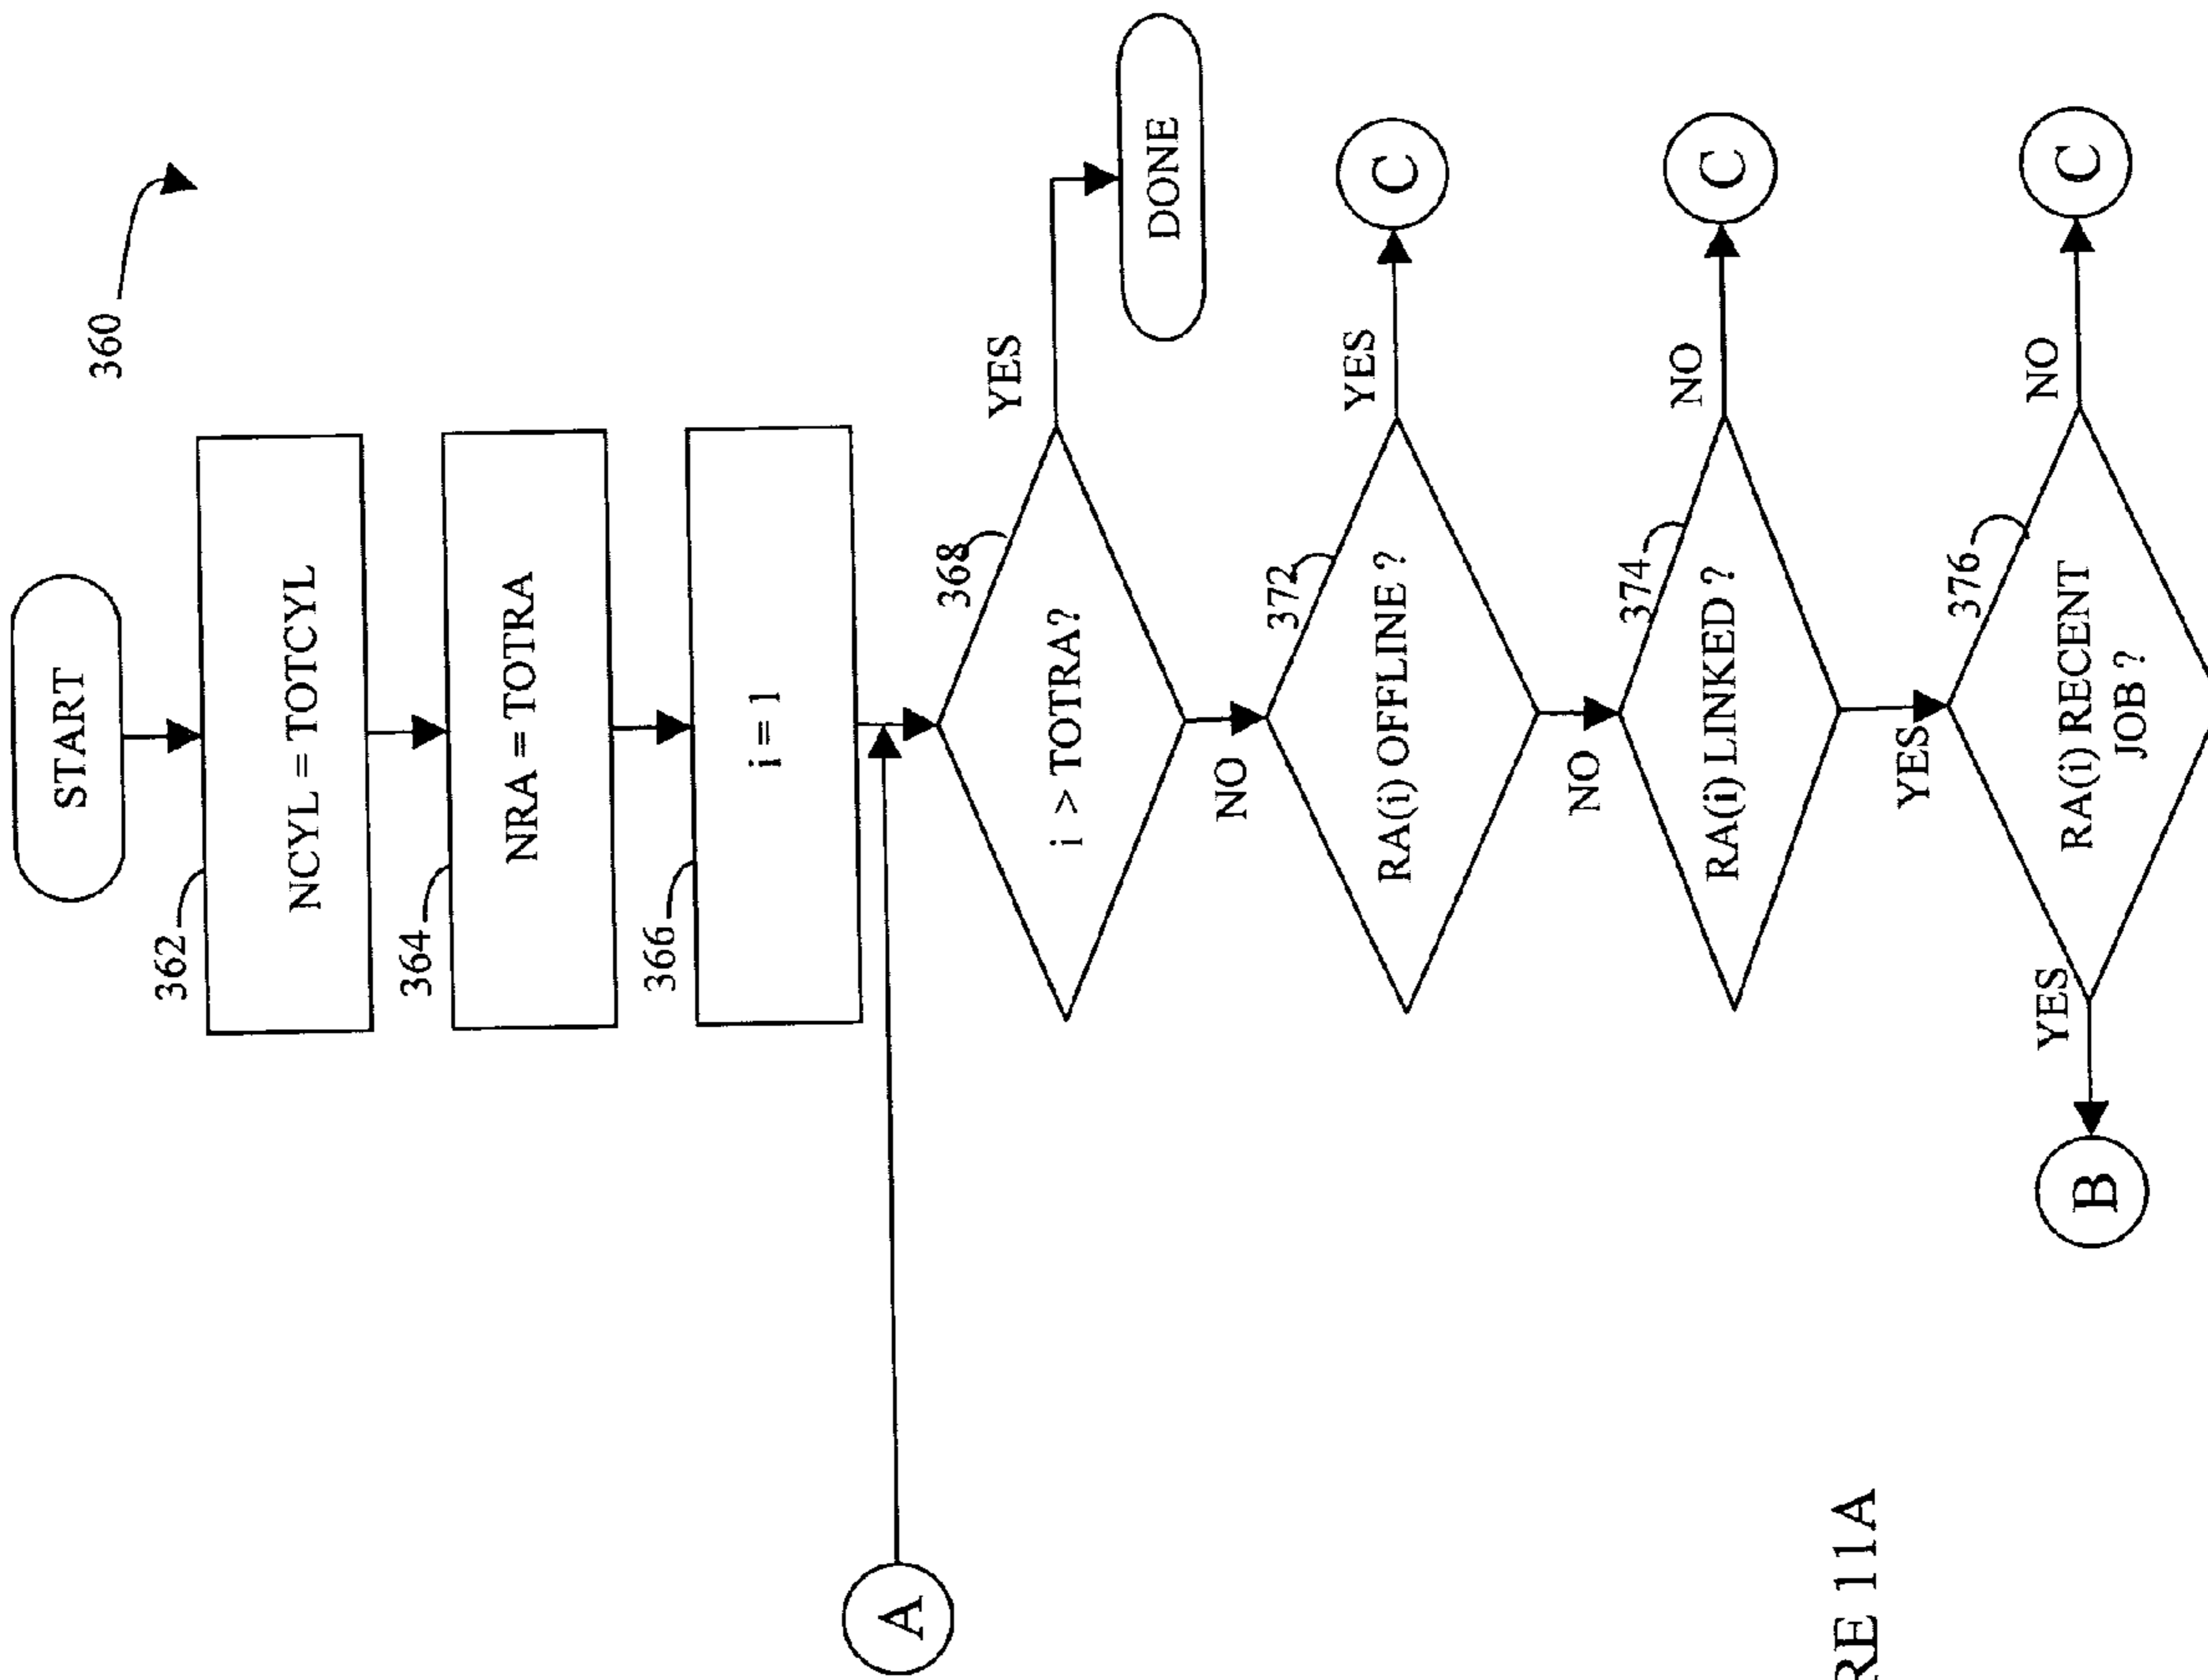 360
START
362
NCYL = TOTCYL
364
NRA = TOTRA
366
i = 1
A
368
i > TOTRA?
YES
DONE
NO
372
RA(i) OFFLINE ?
YES
C
NO
374
RA(i) LINKED ?
NO
C
YES
376
RA(i) RECENT
JOB ?
NO
C
YES
B
RE 11A